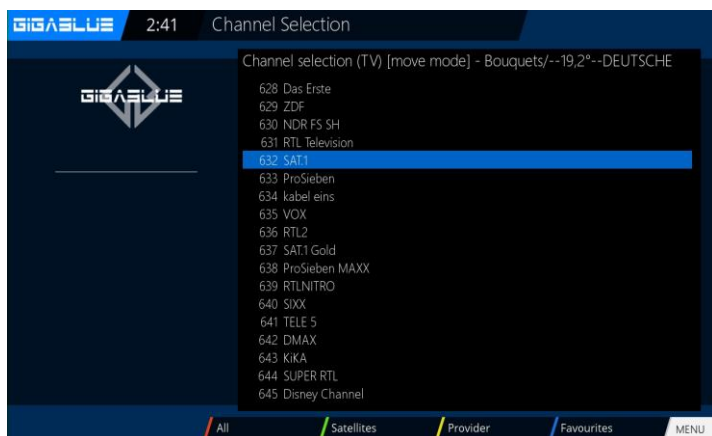 GIGABLUE 2:41 Channel Selection
Channel selection (TV) [move mode] - Bouquets/--19,2°--DEUTSCHE
GIGABLUE
628 Das Erste
629 ZDF
630 NDR FS SH
631 RTL Television
632 SAT.1
633 ProSieben
634 kabel eins
635 VOX
636 RTL2
637 SAT.1 Gold
638 ProSieben MAXX
639 RTLNITRO
640 SIXX
641 TELE 5
642 DMAX
643 KiKA
644 SUPER RTL
645 Disney Channel
All Satellites Provider Favourites MENU